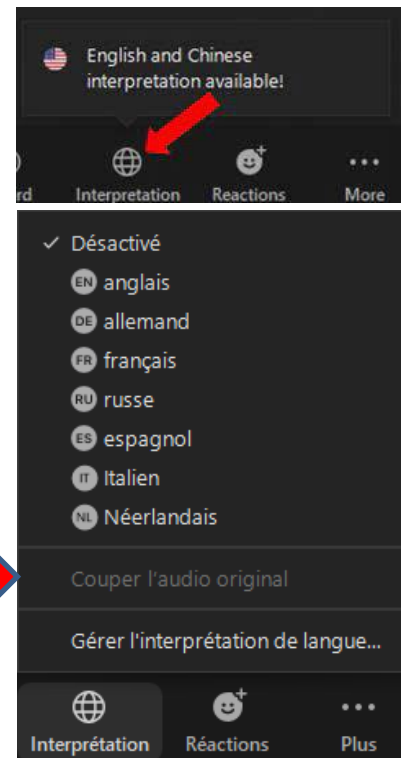 English and Chinese
interpretation available!
rd Interpretation Reactions More
✓ Désactivé
EN anglais
DE allemand
FR français
RU russe
ES espagnol
IT Italien
NL Néerlandais
Couper l'audio original
Gérer l'interprétation de langue...
Interprétation Réactions Plus